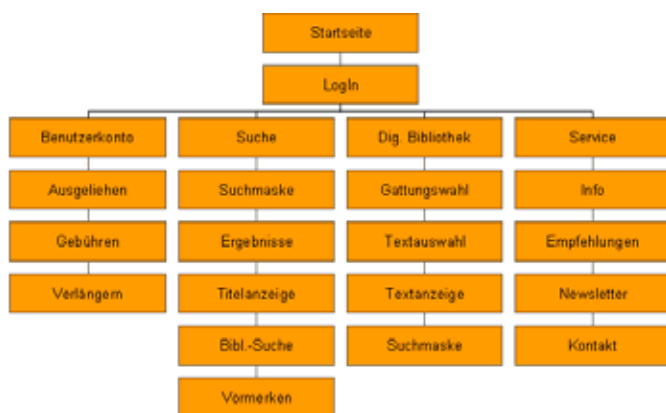 Startseite
LogIn
Benutzerkonto
Suche
Dig. Bibliothek
Service
Ausgeliehen
Suchmaske
Gattungswahl
Info
Gebühren
Ergebnisse
Textauswahl
Empfehlungen
Verlängern
Titelanzeige
Textanzeige
Newsletter
Bibl.-Suche
Suchmaske
Kontakt
Vormerken